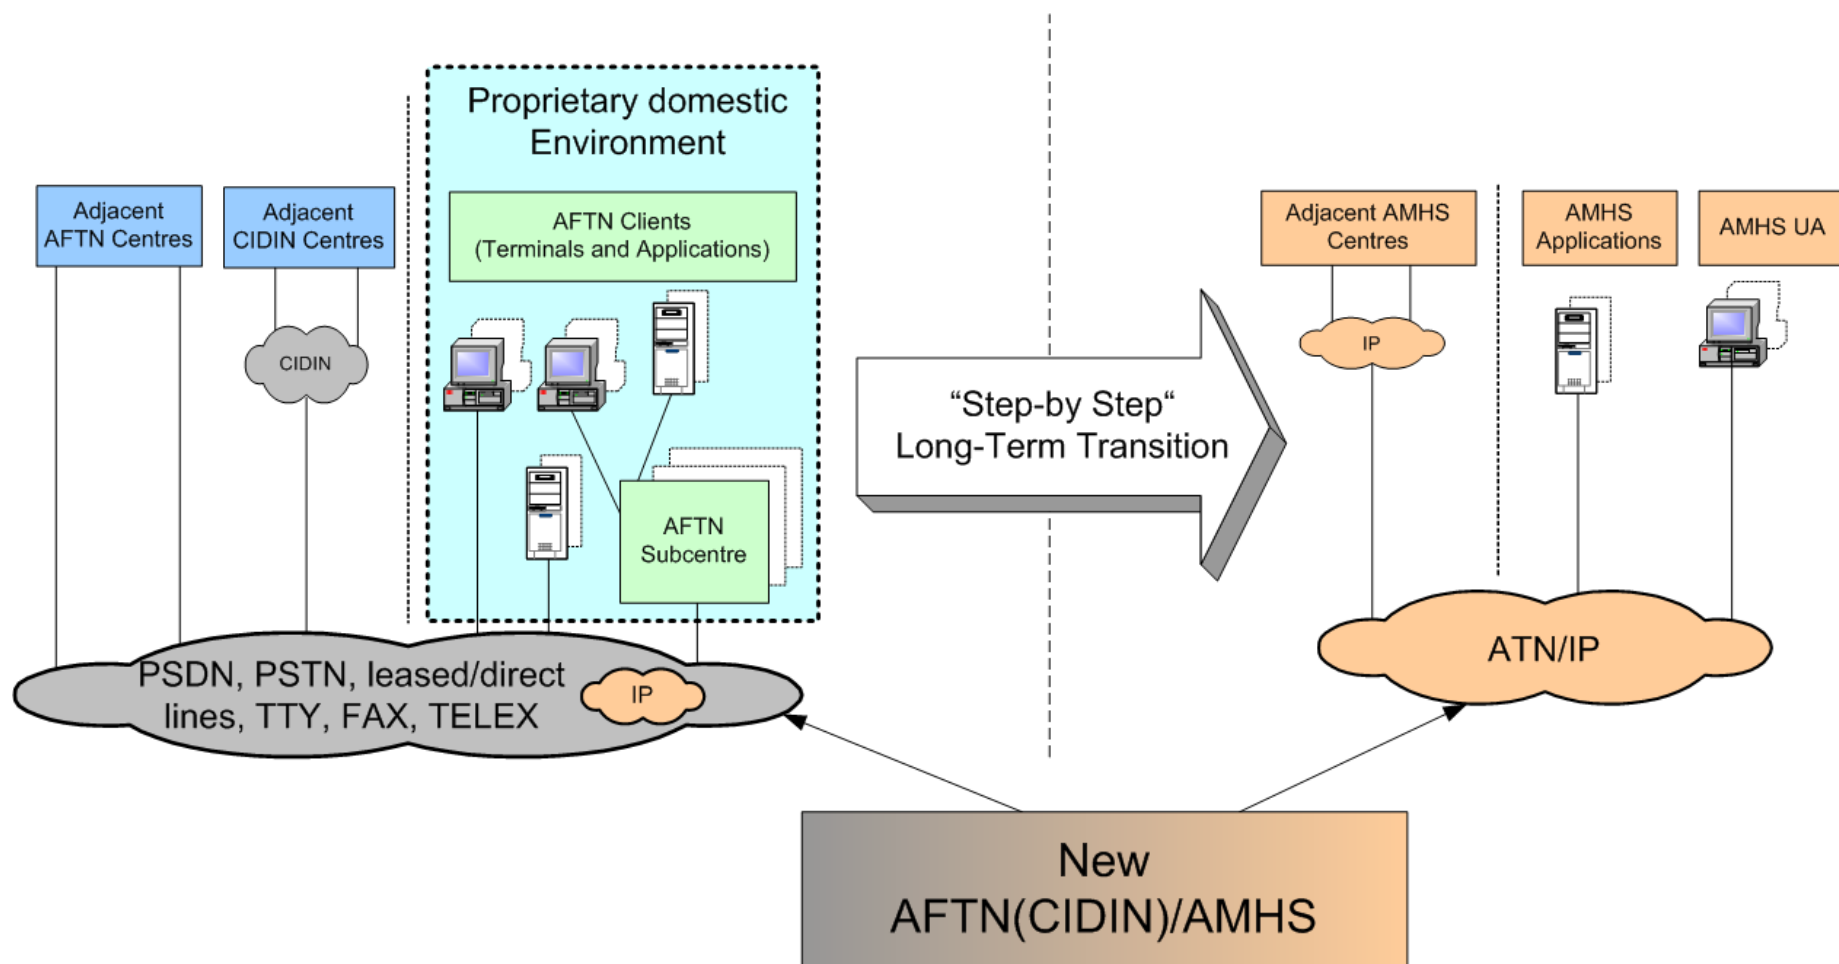 Proprietary domestic
Environment
Adjacent
AFTN Centres
Adjacent
CIDIN Centres
AFTN Clients
(Terminals and Applications)
CIDIN
AFTN
Subcentre
PSDN, PSTN, leased/direct
lines, TTY, FAX, TELEX
IP
“Step-by Step“
Long-Term Transition
Adjacent AMHS
Centres
AMHS
Applications
AMHS UA
IP
ATN/IP
New
AFTN(CIDIN)/AMHS